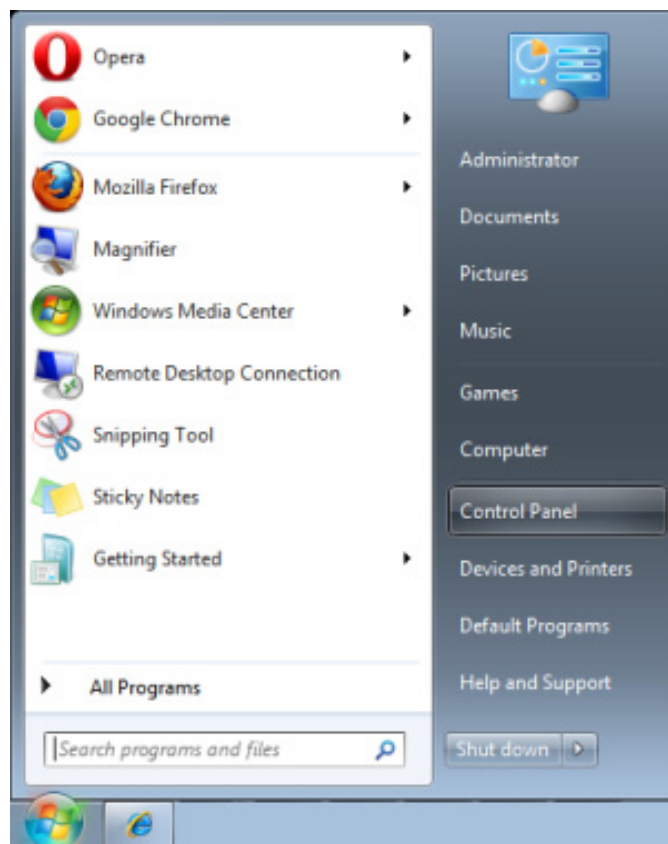 Opera
Google Chrome
Mozilla Firefox
Magnifier
Windows Media Center
Remote Desktop Connection
Snipping Tool
Sticky Notes
Getting Started
All Programs
Search programs and files
Administrator
Documents
Pictures
Music
Games
Computer
Control Panel
Devices and Printers
Default Programs
Help and Support
Shut down